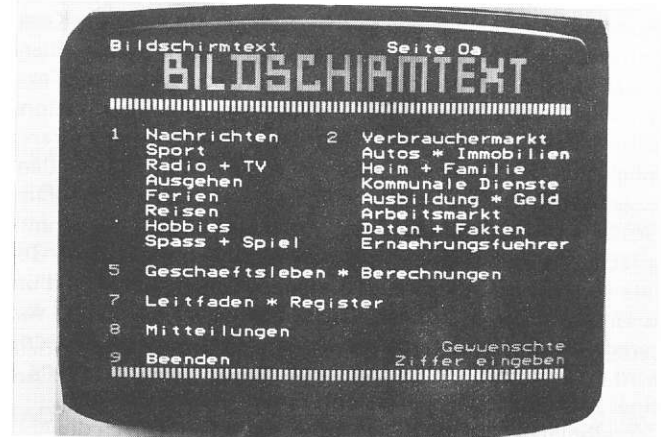 Bildschirmtext Seite 0a
BILDSCHIRMTEXT
1 Nachrichten
Sport
Radio + TV
Ausgehen
Ferien
Reisen
Hobbies
Spass + Spiel
2 Verbrauchermarkt
Autos * Immobilien
Heim + Familie
Kommunale Dienste
Ausbildung * Geld
Arbeitsmarkt
Daten + Fakten
Ernaehrungsfuehrer
5 Geschaeftsleben * Berechnungen
7 Leitfaden * Register
8 Mitteilungen
9 Beenden
Gewuenschte
Ziffer eingeben